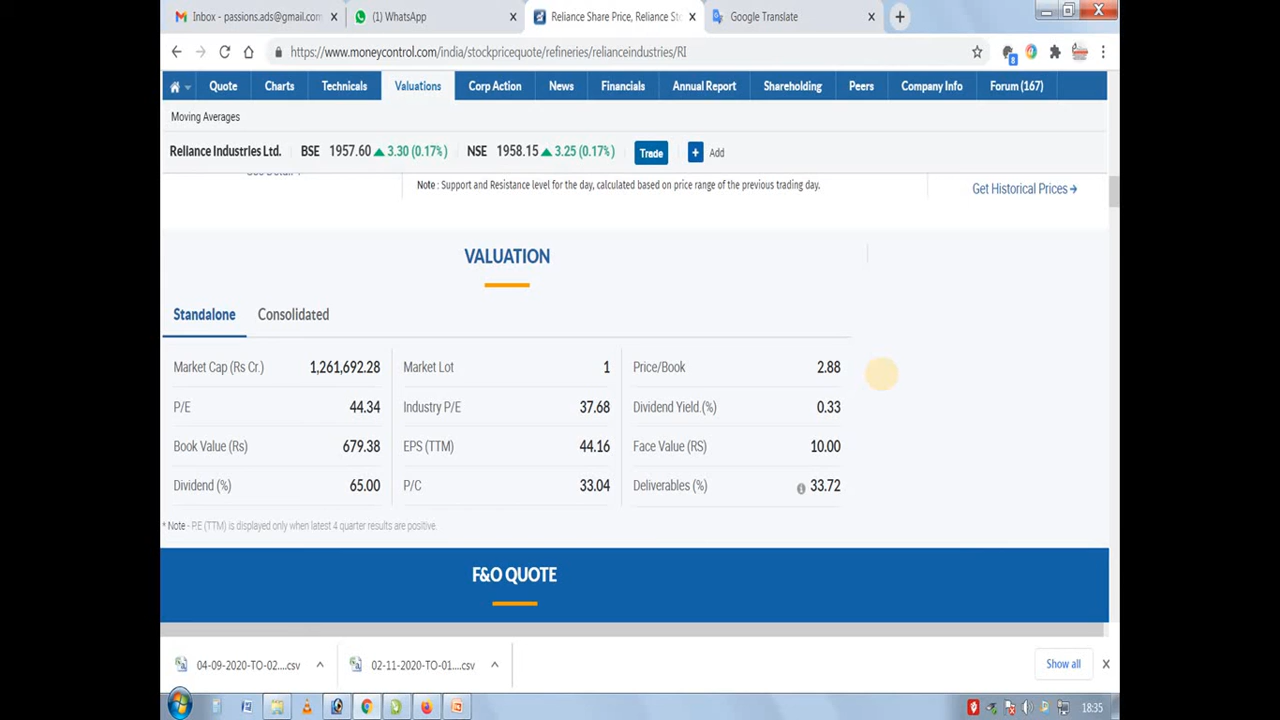 Inbox - passions.ads@gmail.com
(1) WhatsApp
Reliance Share Price, Reliance Sto
Google Translate
https://www.moneycontrol.com/india/stockpricequote/refineries/relianceindustries/RI
8
Quote Charts Technicals Valuations Corp Action News Financials Annual Report Shareholding Peers Company Info Forum (167)
Moving Averages
Reliance Industries Ltd. BSE 1957.60 ▲ 3.30 (0.17%) NSE 1958.15 ▲ 3.25 (0.17%) Trade + Add
Note : Support and Resistance level for the day, calculated based on price range of the previous trading day.
Get Historical Prices →
VALUATION
Standalone Consolidated
Market Cap (Rs Cr.) 1,261,692.28 Market Lot 1 Price/Book 2.88
P/E 44.34 Industry P/E 37.68 Dividend Yield.(%) 0.33
Book Value (Rs) 679.38 EPS (TTM) 44.16 Face Value (RS) 10.00
Dividend (%) 65.00 P/C 33.04 Deliverables (%) 33.72
* Note - P.E (TTM) is displayed only when latest 4 quarter results are positive.
F&O QUOTE
04-09-2020-TO-02....csv
02-11-2020-TO-01....csv
Show all
18:35